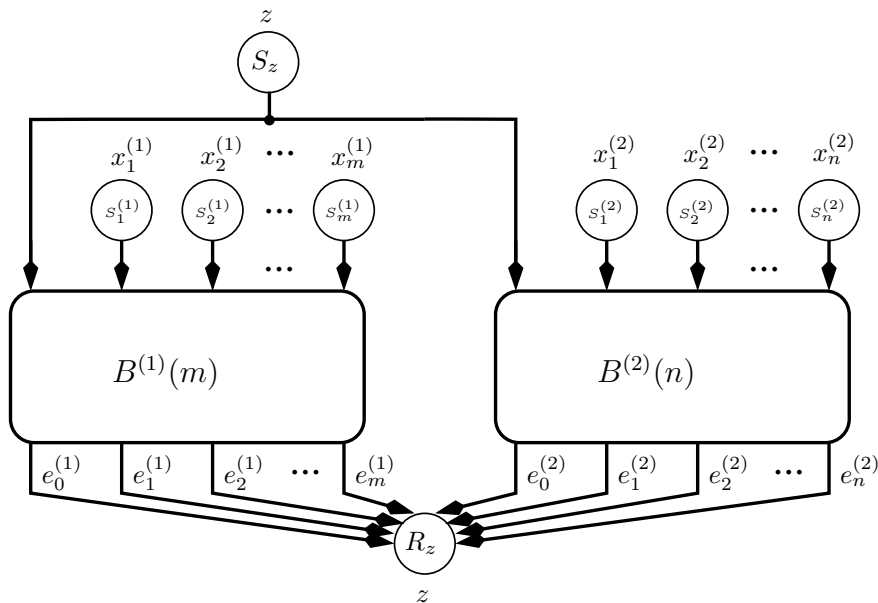 z
S_z
x_1^{(1)} x_2^{(1)} ... x_m^{(1)} x_1^{(2)} x_2^{(2)} ... x_n^{(2)}
S_1^{(1)} S_2^{(1)} ... S_m^{(1)} S_1^{(2)} S_2^{(2)} ... S_n^{(2)}
... ...
B^{(1)}(m) B^{(2)}(n)
e_0^{(1)} e_1^{(1)} e_2^{(1)} ... e_m^{(1)} e_0^{(2)} e_1^{(2)} e_2^{(2)} ... e_n^{(2)}
R_z
z